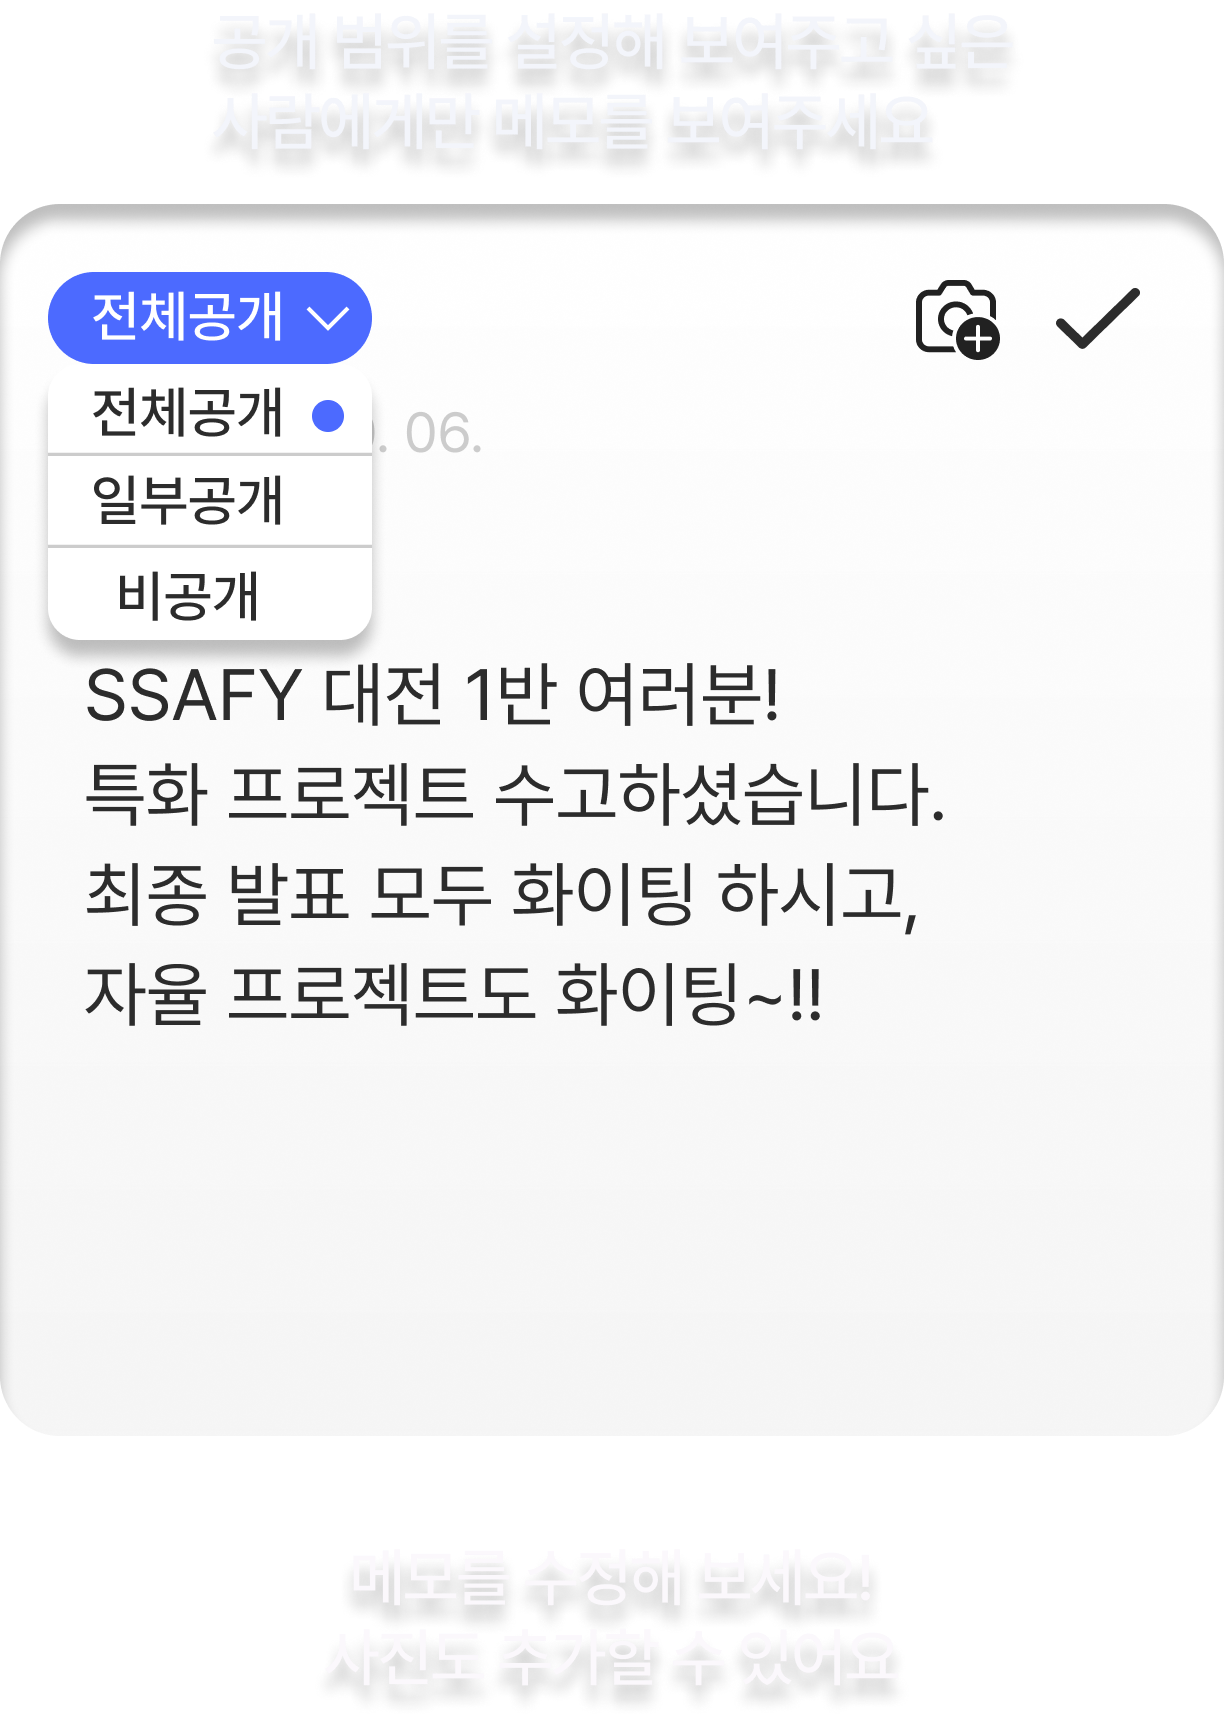 공개 범위를 설정해 보여주고 싶은
사람에게만 메모를 보여주세요
전체공개
전체공개
. 06.
일부공개
비공개
SSAFY 대전 1반 여러분!
특화 프로젝트 수고하셨습니다.
최종 발표 모두 화이팅 하시고,
자율 프로젝트도 화이팅~!!
메모를 수정해 보세요!
사진도 추가할 수 있어요